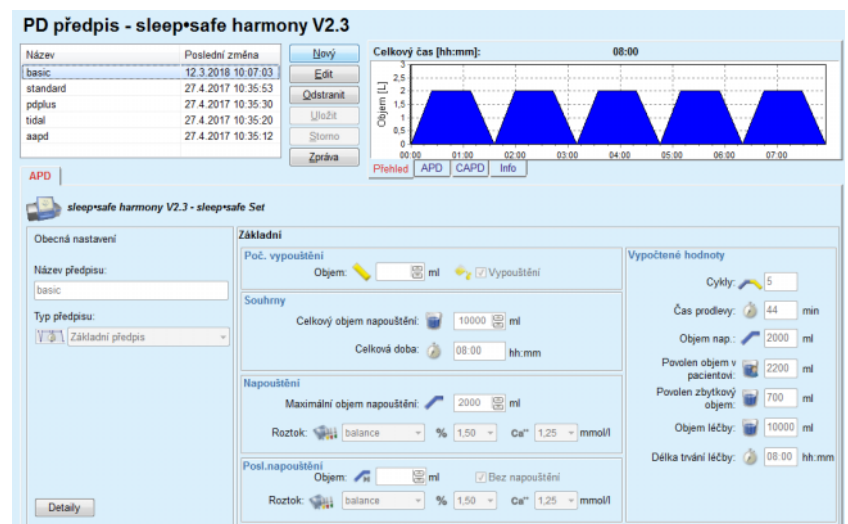 PD předpis - sleep•safe harmony V2.3
Název Poslední změna
basic 12.3.2018 10:07:03
standard 27.4.2017 10:35:53
pdplus 27.4.2017 10:35:30
tidal 27.4.2017 10:35:20
aapd 27.4.2017 10:35:12
Nový
Edit
Odstranit
Uložit
Storno
Zpráva
Celkový čas [hh:mm]: 08:00
Objem [L]
3
2,5
2
1,5
1
0,5
0
00:00 01:00 02:00 03:00 04:00 05:00 06:00 07:00
Přehled APD CAPD Info
APD
sleep•safe harmony V2.3 - sleep•safe Set
Obecná nastavení
Název předpisu:
basic
Typ předpisu:
Základní předpis
Detaily
Základní
Poč. vypouštění
Objem: ml Vypouštění
Souhrny
Celkový objem napouštění: 10000 ml
Celková doba: 08:00 hh:mm
Napouštění
Maximální objem napouštění: 2000 ml
Roztok: balance % 1,50 Ca⁺⁺ 1,25 mmol/l
Posl.napouštění
Objem: ml Bez napouštění
Roztok: balance % 1,50 Ca⁺⁺ 1,25 mmol/l
Vypočtené hodnoty
Cykly: 5
Čas prodlevy: 44 min
Objem nap.: 2000 ml
Povolen objem v
pacientovi: 2200 ml
Povolen zbytkový
objem: 700 ml
Objem léčby: 10000 ml
Délka trvání léčby: 08:00 hh:mm